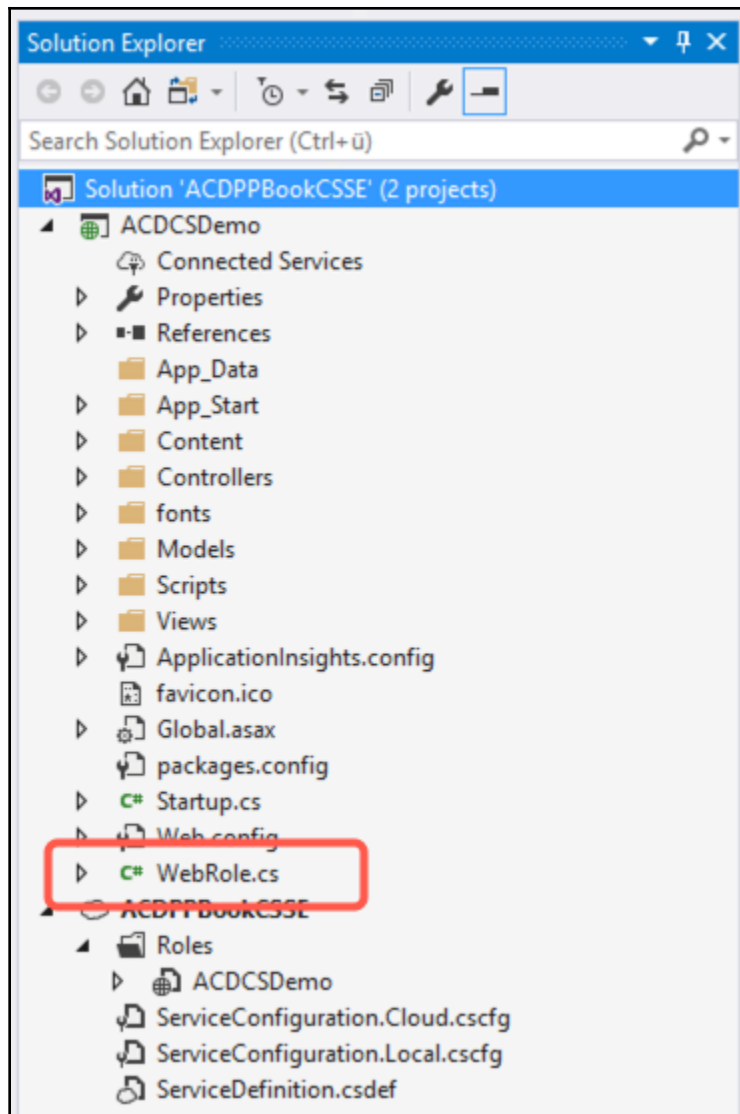 Solution Explorer
Search Solution Explorer (Ctrl+ü)
Solution 'ACDPPBookCSSE' (2 projects)
ACDCSDemo
Connected Services
Properties
References
App_Data
App_Start
Content
Controllers
fonts
Models
Scripts
Views
ApplicationInsights.config
favicon.ico
Global.asax
packages.config
C# Startup.cs
Web.config
C# WebRole.cs
ACDPPBookCSSE
Roles
ACDCSDemo
ServiceConfiguration.Cloud.cscfg
ServiceConfiguration.Local.cscfg
ServiceDefinition.csdef